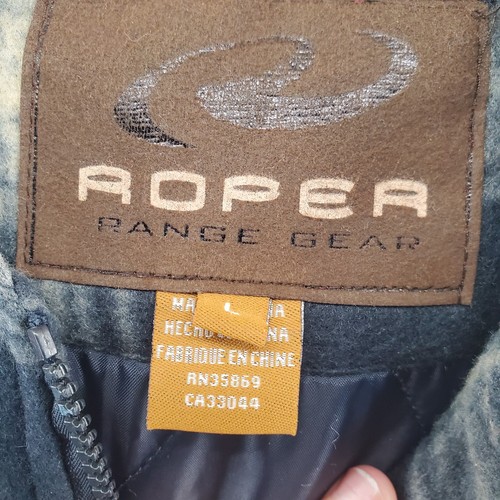 ROPER
RANGE GEAR
L
FABRIQUE EN CHINE
RN35869
CA33044